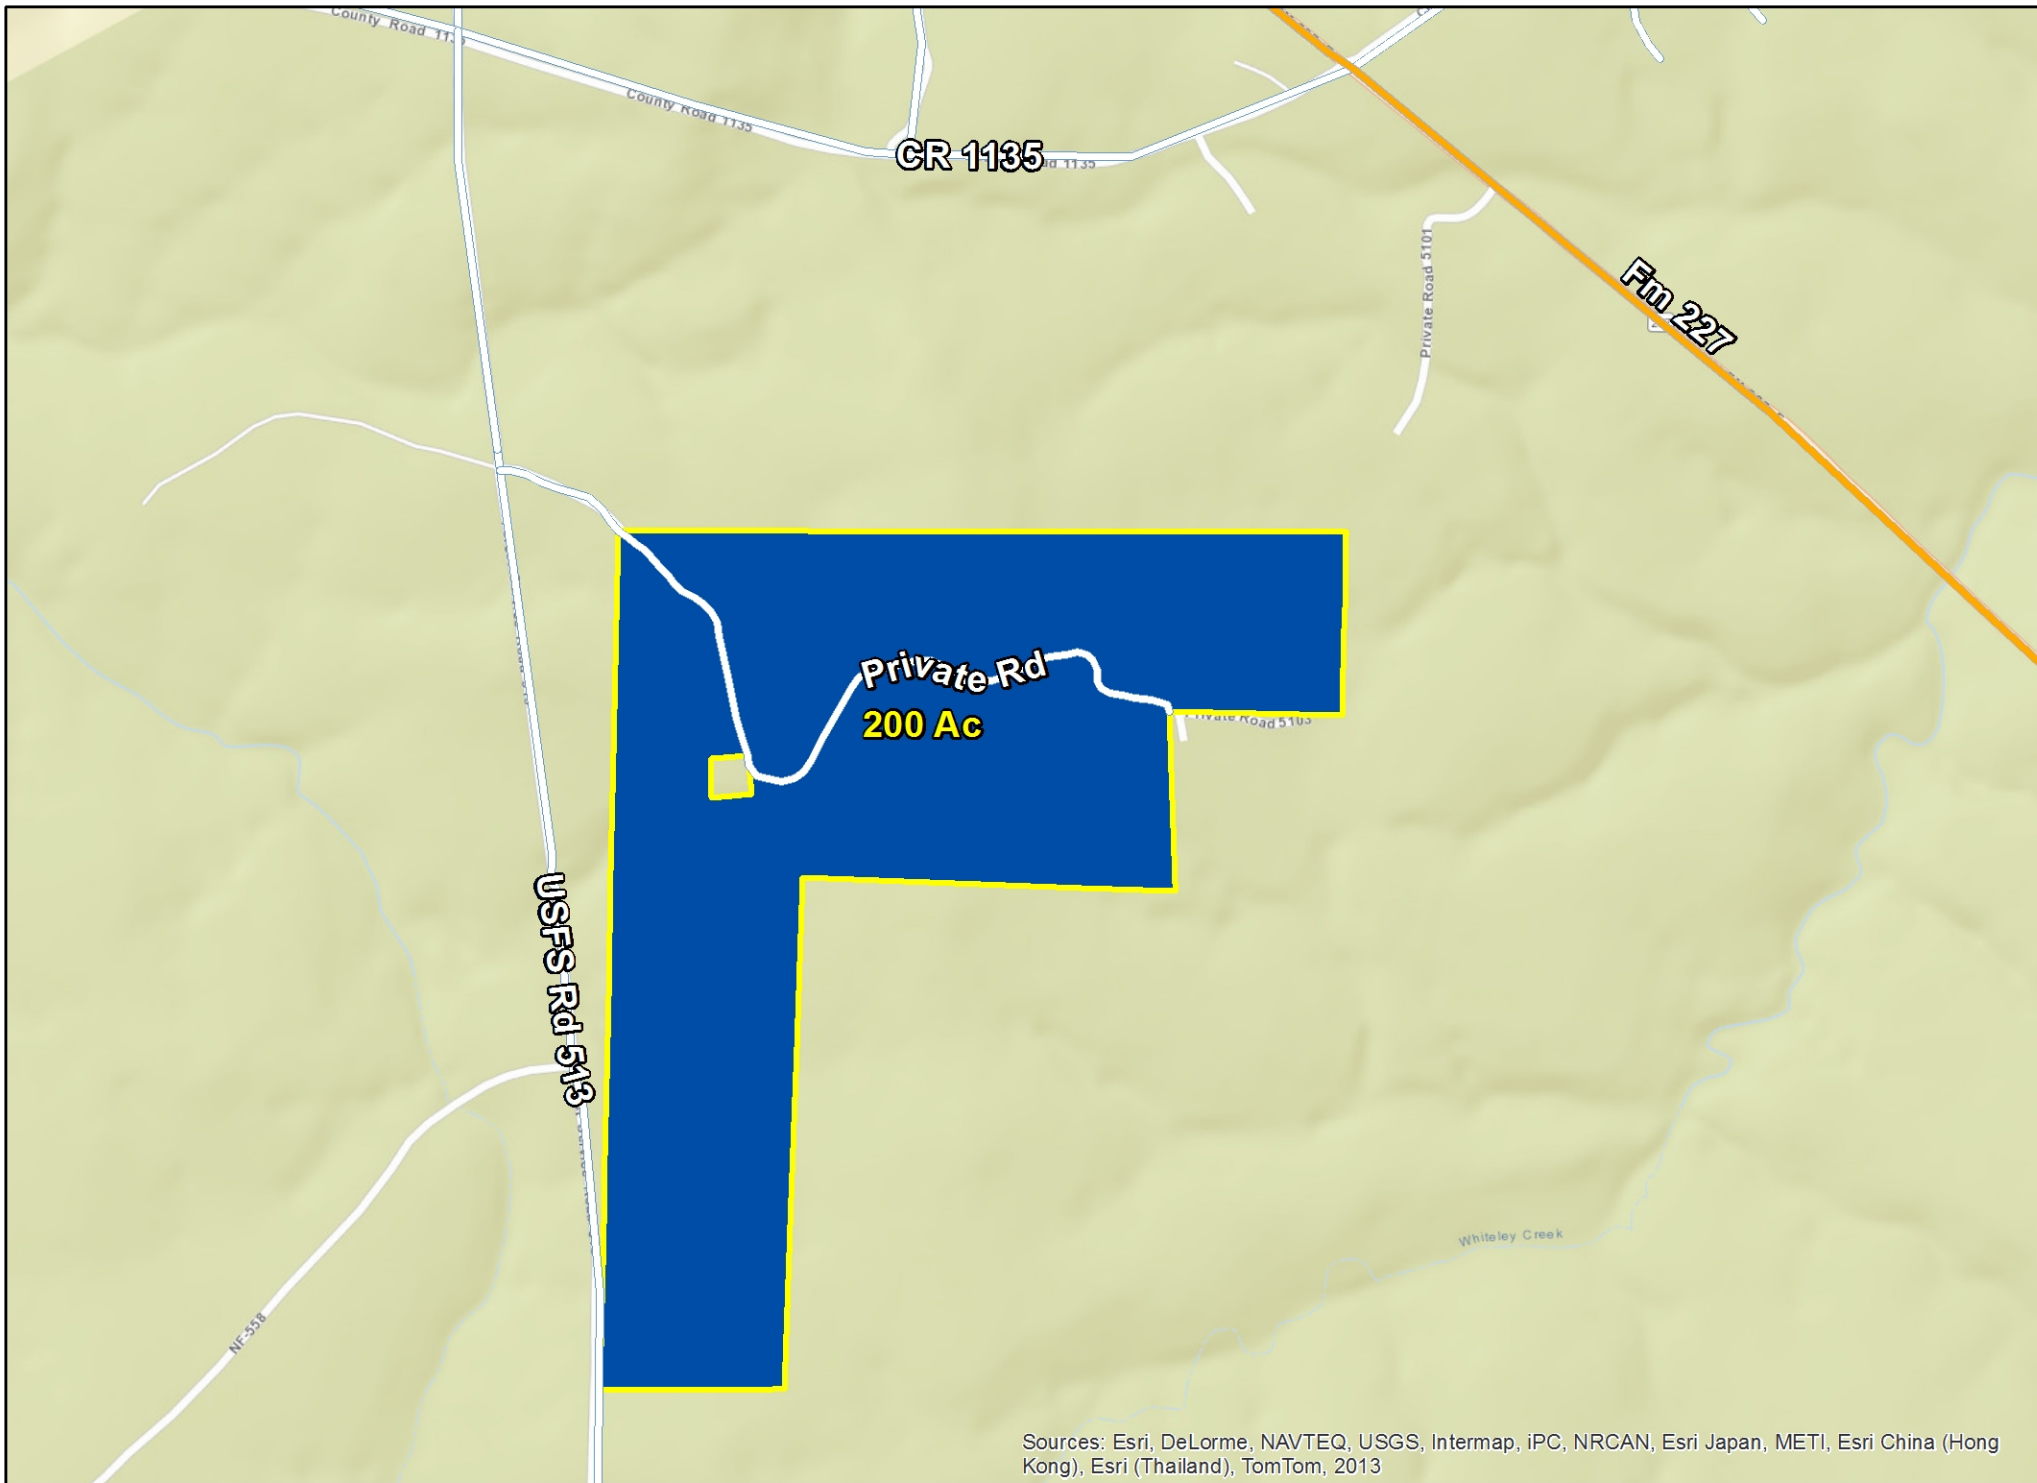 County Road 1135
County Road 1135
CR 1135
ad 1135
Private Road 5101
Fm 227
Private Rd
200 Ac
Private Road 5103
USFS Rd 513
Whiteley Creek
NF-558
Sources: Esri, DeLorme, NAVTEQ, USGS, Intermap, iPC, NRCAN, Esri Japan, METI, Esri China (Hong
Kong), Esri (Thailand), TomTom, 2013